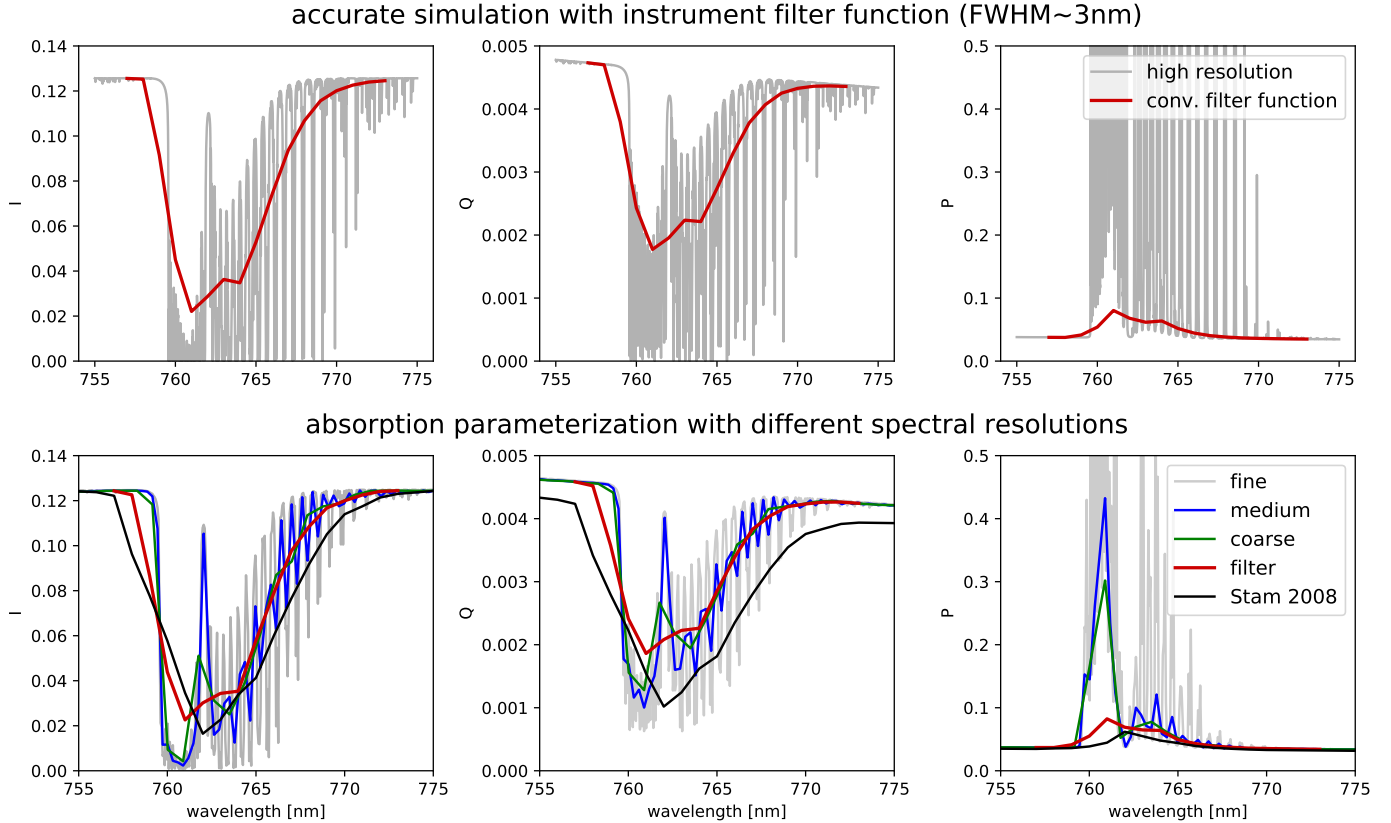 accurate simulation with instrument filter function (FWHM~3nm)
0.14
0.12
0.10
0.08
0.06
0.04
0.02
0.00
I
755 760 765 770 775
0.005
0.004
0.003
0.002
0.001
0.000
Q
755 760 765 770 775
0.5
0.4
0.3
0.2
0.1
0.0
P
755 760 765 770 775
high resolution
conv. filter function
absorption parameterization with different spectral resolutions
0.14
0.12
0.10
0.08
0.06
0.04
0.02
0.00
I
755 760 765 770 775
wavelength [nm]
0.005
0.004
0.003
0.002
0.001
0.000
Q
755 760 765 770 775
wavelength [nm]
0.5
0.4
0.3
0.2
0.1
0.0
P
755 760 765 770 775
wavelength [nm]
fine
medium
coarse
filter
Stam 2008